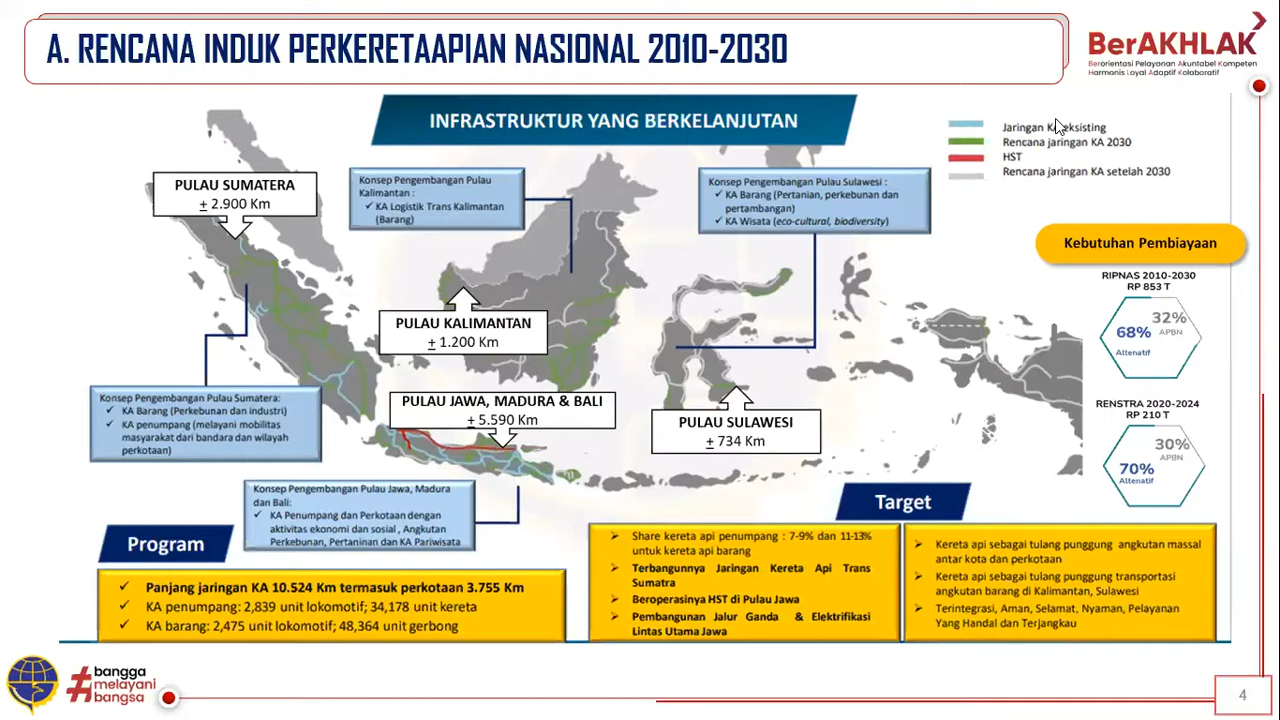 A. RENCANA INDUK PERKERETAAPIAN NASIONAL 2010-2030
BerAKHLAK
Berorientasi Pelayanan Akuntabel Kompeten
Harmonis Loyal Adaptif Kolaboratif
INFRASTRUKTUR YANG BERKELANJUTAN
Jaringan KA eksisting
Rencana jaringan KA 2030
HST
Rencana jaringan KA setelah 2030
PULAU SUMATERA
+ 2.900 Km
Konsep Pengembangan Pulau
Kalimantan :
✓ KA Logistik Trans Kalimantan
(Barang)
Konsep Pengembangan Pulau Sulawesi :
✓ KA Barang (Pertanian, perkebunan dan
pertambangan)
✓ KA Wisata (eco-cultural, biodiversity)
Kebutuhan Pembiayaan
RIPNAS 2010-2030
RP 853 T
32%
APBN
68%
Altenatif
PULAU KALIMANTAN
+ 1.200 Km
Konsep Pengembangan Pulau Sumatera:
✓ KA Barang (Perkebunan dan industri)
✓ KA penumpang (melayani mobilitas
masyarakat dari bandara dan wilayah
perkotaan)
PULAU JAWA, MADURA & BALI
+ 5.590 Km
PULAU SULAWESI
+ 734 Km
RENSTRA 2020-2024
RP 210 T
30%
APBN
70%
Altenatif
Konsep Pengembangan Pulau Jawa, Madura
dan Bali:
✓ KA Penumpang dan Perkotaan dengan
aktivitas ekonomi dan sosial , Angkutan
Perkebunan, Pertaninan dan KA Pariwisata
Program
✓ Panjang jaringan KA 10.524 Km termasuk perkotaan 3.755 Km
✓ KA penumpang: 2,839 unit lokomotif; 34,178 unit kereta
✓ KA barang: 2,475 unit lokomotif; 48,364 unit gerbong
Target
➢ Share kereta api penumpang : 7-9% dan 11-13%
untuk kereta api barang
➢ Terbangunnya Jaringan Kereta Api Trans
Sumatra
➢ Beroperasinya HST di Pulau Jawa
➢ Pembangunan Jalur Ganda & Elektrifikasi
Lintas Utama Jawa
➢ Kereta api sebagai tulang punggung angkutan massal
antar kota dan perkotaan
➢ Kereta api sebagai tulang punggung transportasi
angkutan barang di Kalimantan, Sulawesi
➢ Terintegrasi, Aman, Selamat, Nyaman, Pelayanan
Yang Handal dan Terjangkau
#bangga
melayani
bangsa
4